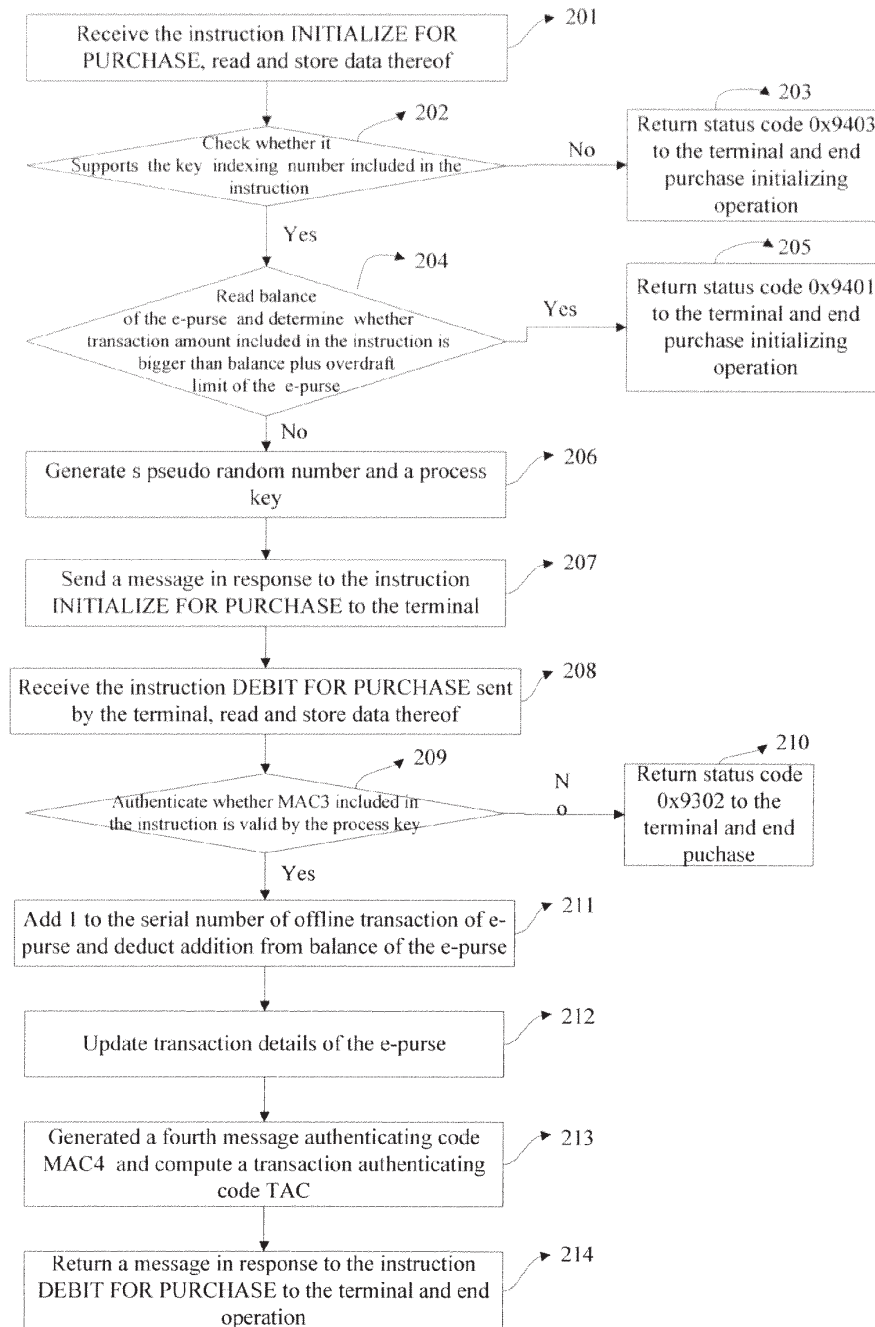 Receive the instruction INITIALIZE FOR
PURCHASE, read and store data thereof
201
202
Check whether it
Supports the key indexing number included in the
instruction
No
203
Return status code 0x9403
to the terminal and end
purchase initializing
operation
Yes
204
Read balance
of the e-purse and determine whether
transaction amount included in the instruction is
bigger than balance plus overdraft
limit of the e-purse
Yes
205
Return status code 0x9401
to the terminal and end
purchase initializing
operation
No
Generate s pseudo random number and a process
key
206
Send a message in response to the instruction
INITIALIZE FOR PURCHASE to the terminal
207
Receive the instruction DEBIT FOR PURCHASE sent
by the terminal, read and store data thereof
208
209
Authenticate whether MAC3 included in
the instruction is valid by the process key
N
o
210
Return status code
0x9302 to the
terminal and end
puchase
Yes
Add 1 to the serial number of offline transaction of e-
purse and deduct addition from balance of the e-purse
211
Update transaction details of the e-purse
212
Generated a fourth message authenticating code
MAC4 and compute a transaction authenticating
code TAC
213
Return a message in response to the instruction
DEBIT FOR PURCHASE to the terminal and end
operation
214